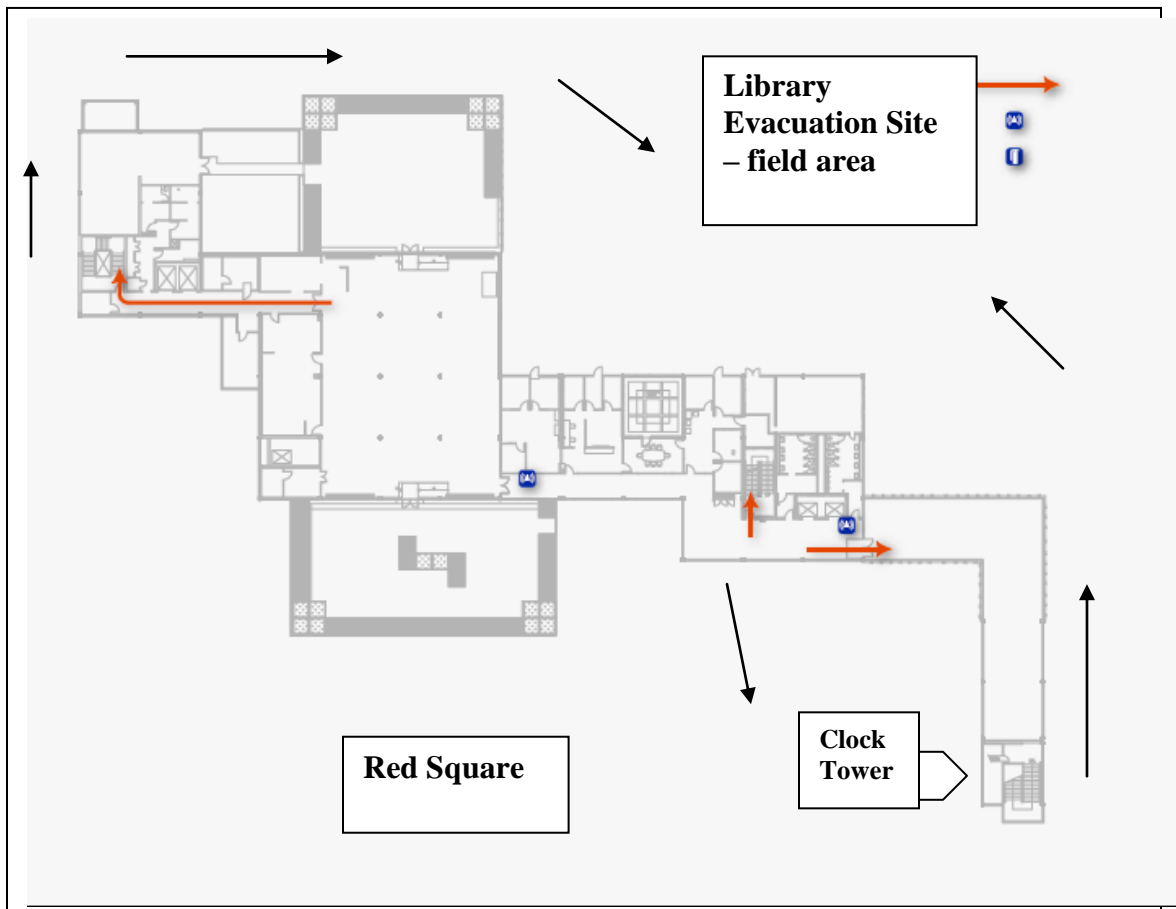 Library
Evacuation Site
– field area
Red Square
Clock
Tower